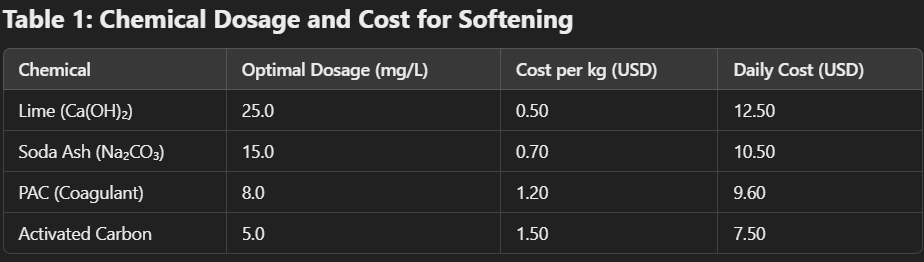 Table 1: Chemical Dosage and Cost for Softening
Chemical Optimal Dosage (mg/L) Cost per kg (USD) Daily Cost (USD)
Lime (Ca(OH)₂) 25.0 0.50 12.50
Soda Ash (Na₂CO₃) 15.0 0.70 10.50
PAC (Coagulant) 8.0 1.20 9.60
Activated Carbon 5.0 1.50 7.50